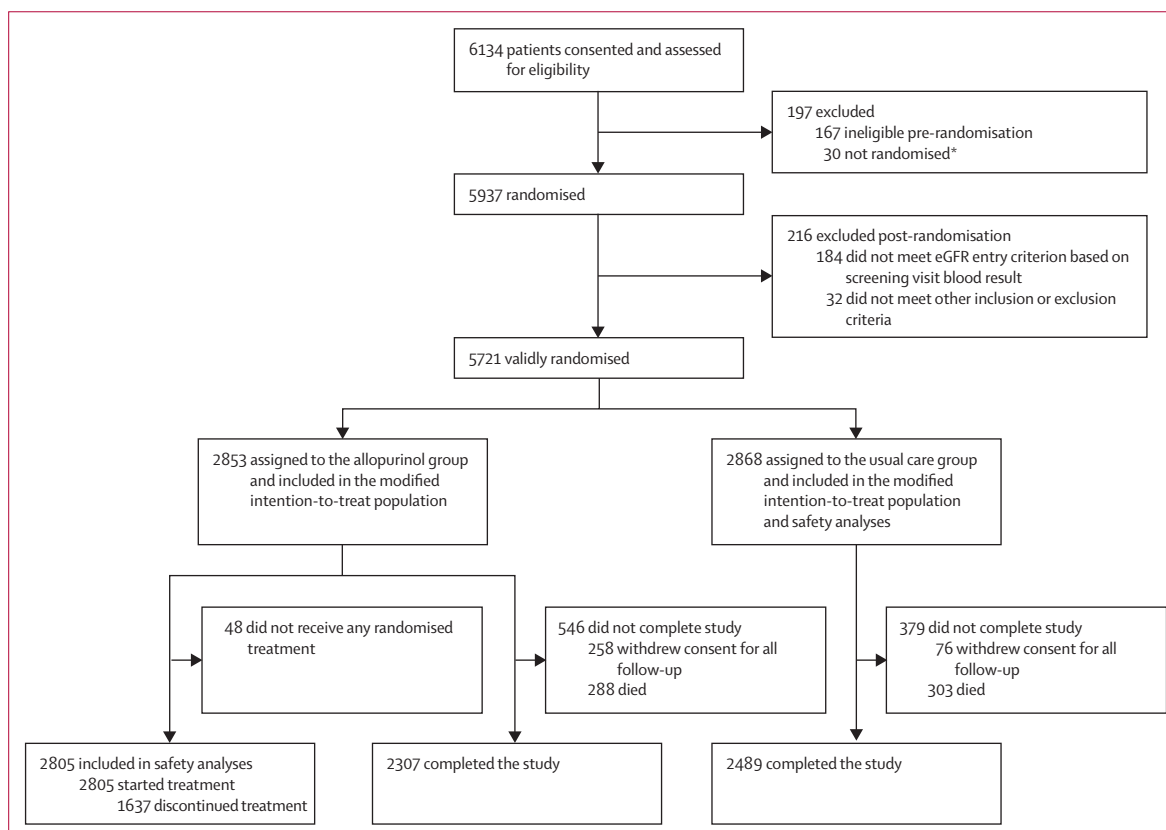 6134 patients consented and assessed
for eligibility
197 excluded
167 ineligible pre-randomisation
30 not randomised*
5937 randomised
216 excluded post-randomisation
184 did not meet eGFR entry criterion based on
screening visit blood result
32 did not meet other inclusion or exclusion
criteria
5721 validly randomised
2853 assigned to the allopurinol group
and included in the modified
intention-to-treat population
2868 assigned to the usual care group
and included in the modified
intention-to-treat population
and safety analyses
48 did not receive any randomised
treatment
546 did not complete study
258 withdrew consent for all
follow-up
288 died
379 did not complete study
76 withdrew consent for all
follow-up
303 died
2805 included in safety analyses
2805 started treatment
1637 discontinued treatment
2307 completed the study
2489 completed the study